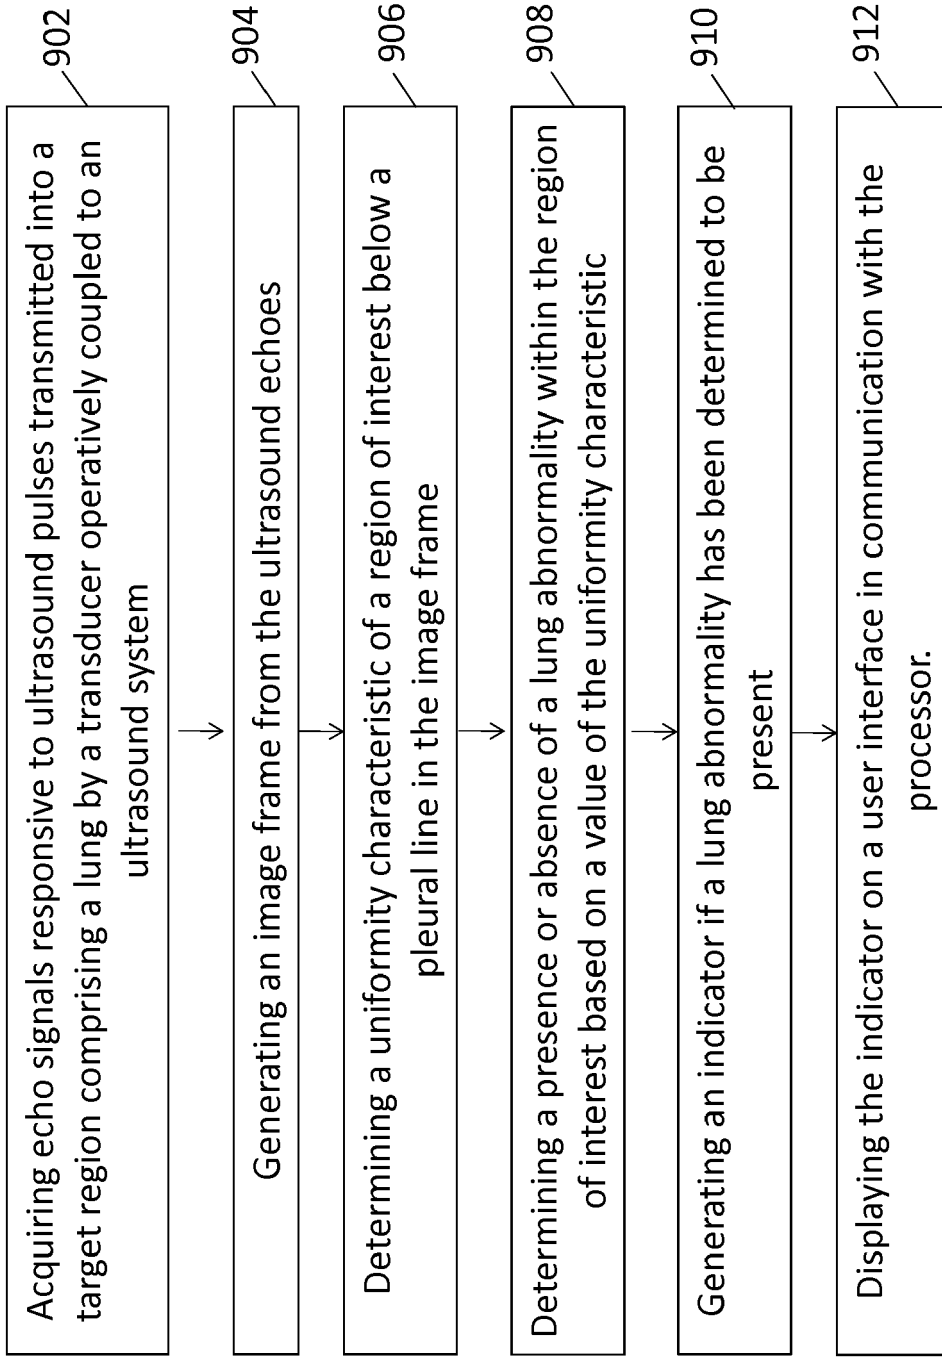 902
Acquiring echo signals responsive to ultrasound pulses transmitted into a
target region comprising a lung by a transducer operatively coupled to an
ultrasound system
904
Generating an image frame from the ultrasound echoes
906
Determining a uniformity characteristic of a region of interest below a
pleural line in the image frame
908
Determining a presence or absence of a lung abnormality within the region
of interest based on a value of the uniformity characteristic
910
Generating an indicator if a lung abnormality has been determined to be
present
912
Displaying the indicator on a user interface in communication with the
processor.